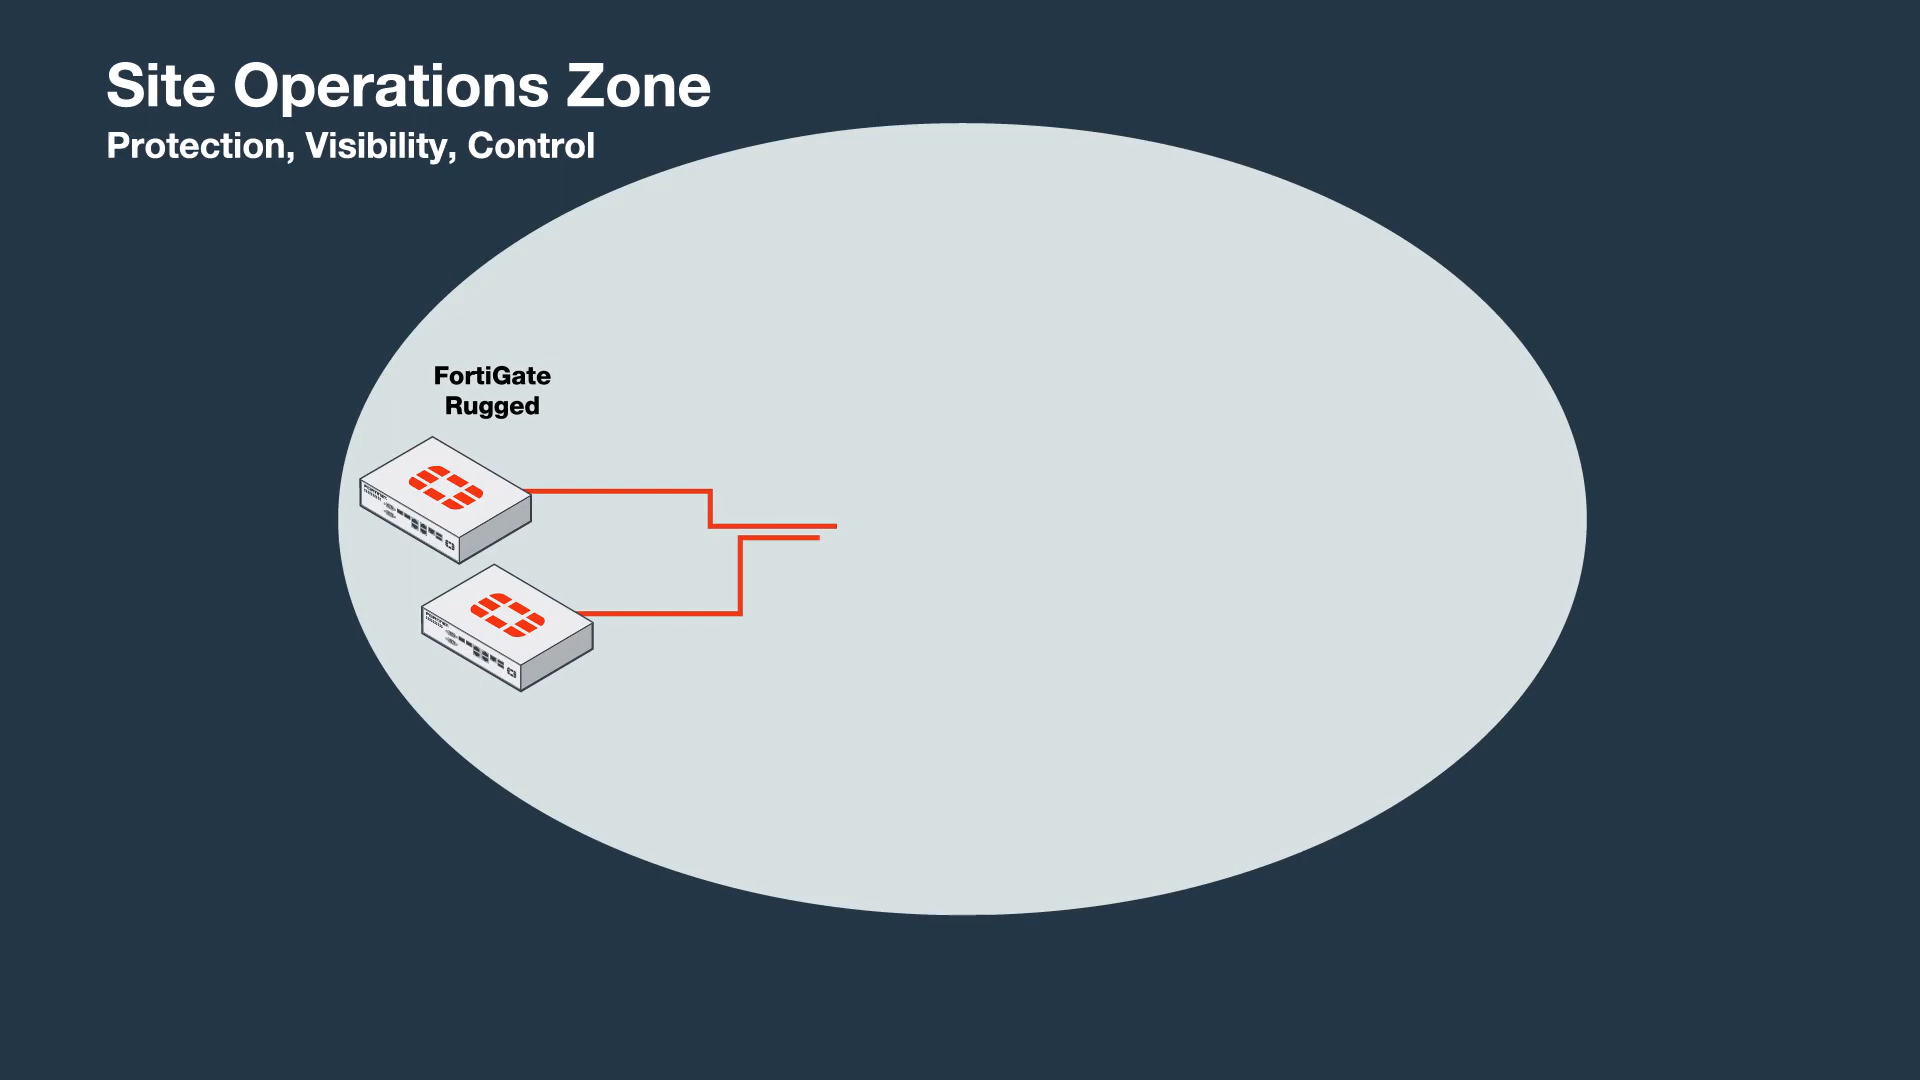 Site Operations Zone
Protection, Visibility, Control
FortiGate
Rugged